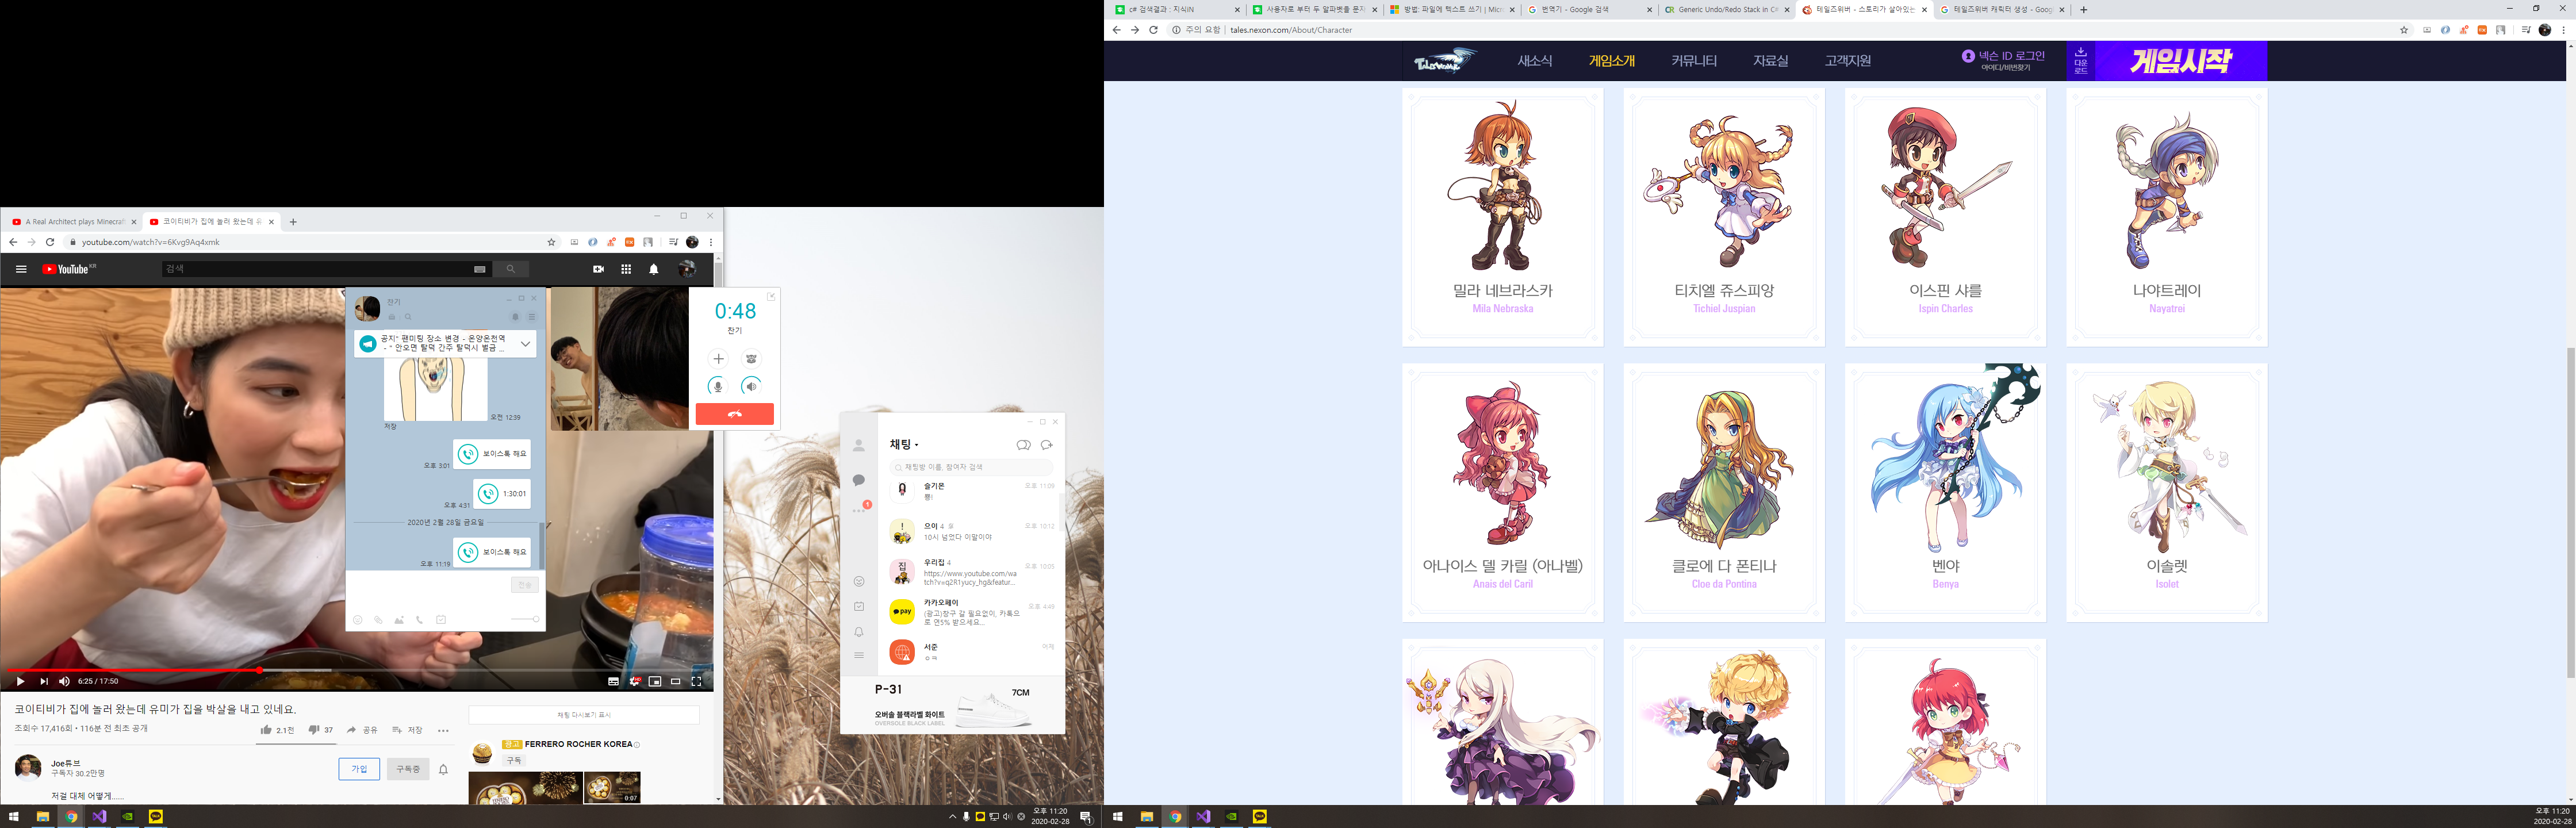 A Real Architect plays Minecraft
코이티비가 집에 놀러 왔는데 유
youtube.com/watch?v=6Kvg9Aq4xmk
YouTube KR
검색
찬기
공지" 팬미팅 장소 변경 - 온양온천역
- " 안오면 탈덕 간주 탈덕시 벌금 ...
오전 12:39
저장
보이스톡 해요
오후 3:01
1:30:01
오후 4:31
2020년 2월 28일 금요일
보이스톡 해요
오후 11:19
전송
0:48
찬기
6:25 / 17:50
코이티비가 집에 놀러 왔는데 유미가 집을 박살을 내고 있네요.
조회수 17,416회 • 116분 전 최초 공개
2.1천
37
공유
저장
Joe튜브
구독자 30.2만명
가입
구독중
저걸 대체 어떻게......
채팅 다시보기 표시
광고 FERRERO ROCHER KOREA
구독
0:07
채팅
채팅방 이름, 참여자 검색
슬기몬
오후 11:09
뿅!
으이 4
오후 10:12
10시 넘었다 이말이야
우리집 4
오후 10:03
https://www.youtube.com/wa
tch?v=q2R1yucy_hg&featur...
카카오페이
오후 4:49
(광고)창구 갈 필요없이, 카톡으
로 연5% 받으세요...
서준
어제
ㅇㅋ
P-31
7CM
오버솔 블랙라벨 화이트
OVERSOLE BLACK LABEL
오후 11:20
2020-02-28
c# 검색결과 : 지식iN
사용자로 부터 두 알파벳을 문자
방법: 파일에 텍스트 쓰기 | Micr
번역기 - Google 검색
Generic Undo/Redo Stack in C#
테일즈위버 - 스토리가 살아있는
테일즈위버 캐릭터 생성 - Goog
주의 요함
tales.nexon.com/About/Character
TalesWeaver
새소식
게임소개
커뮤니티
자료실
고객지원
넥슨 ID 로그인
아이디/비번찾기
다운
로드
게임시작
밀라 네브라스카
Mila Nebraska
티치엘 쥬스피앙
Tichiel Juspian
이스핀 샤를
Ispin Charles
나야트레이
Nayatrei
아나이스 델 카릴 (아나벨)
Anais del Caril
클로에 다 폰티나
Cloe da Pontina
벤야
Benya
이솔렛
Isolet
오후 11:20
2020-02-28